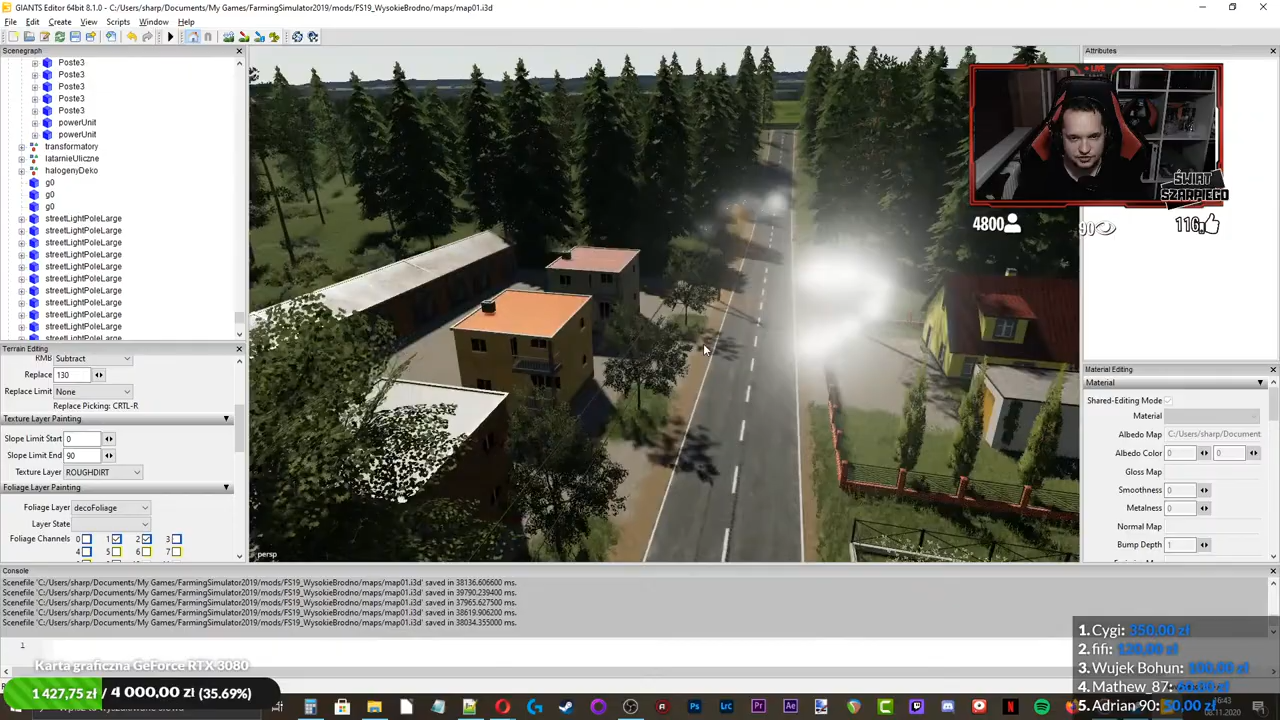 GIANTS Editor 64bit 8.1.0 - C:/Users/sharp/Documents/My Games/FarmingSimulator2019/mods/FS19_WysokieBrodno/maps/map01.i3d
File Edit Create View Scripts Window Help
Scenegraph
Poste3
Poste3
Poste3
Poste3
Poste3
powerUnit
powerUnit
transformatory
latarnieUliczne
halogenyDeko
g0
g0
g0
streetLightPoleLarge
streetLightPoleLarge
streetLightPoleLarge
streetLightPoleLarge
streetLightPoleLarge
streetLightPoleLarge
streetLightPoleLarge
streetLightPoleLarge
streetLightPoleLarge
streetLightPoleLarge
streetLightPoleLarge
Terrain Editing
RMB Subtract
Replace 130
Replace Limit None
Replace Picking: CRTL-R
Texture Layer Painting
Slope Limit Start 0
Slope Limit End 90
Texture Layer ROUGHDIRT
Foliage Layer Painting
Foliage Layer decoFoliage
Layer State
Foliage Channels 0 1 2 3
4 5 6 7
persp
Attributes
LIVE
ŚWIAT
SZARPIEGO
4800
90
116
Material Editing
Material
Shared-Editing Mode
Material
Albedo Map C:/Users/sharp/Document
Albedo Color 0 0
Gloss Map
Smoothness 0
Metalness 0
Normal Map
Bump Depth 1
Console
Scenefile 'C:/Users/sharp/Documents/My Games/FarmingSimulator2019/mods/FS19_WysokieBrodno/maps/map01.i3d' saved in 38136.606600 ms.
Scenefile 'C:/Users/sharp/Documents/My Games/FarmingSimulator2019/mods/FS19_WysokieBrodno/maps/map01.i3d' saved in 39790.239400 ms.
Scenefile 'C:/Users/sharp/Documents/My Games/FarmingSimulator2019/mods/FS19_WysokieBrodno/maps/map01.i3d' saved in 37965.627500 ms.
Scenefile 'C:/Users/sharp/Documents/My Games/FarmingSimulator2019/mods/FS19_WysokieBrodno/maps/map01.i3d' saved in 38619.906200 ms.
Scenefile 'C:/Users/sharp/Documents/My Games/FarmingSimulator2019/mods/FS19_WysokieBrodno/maps/map01.i3d' saved in 38034.355000 ms.
1
Karta graficzna GeForce RTX 3080
1 427,75 zł / 4 000,00 zł (35.69%)
1. Cygi: 350.00 zł
2. fifi:
3. Wujek Bohun:
4. Mathew_87:
5. Adrian 90:
16:43
08.11.2020